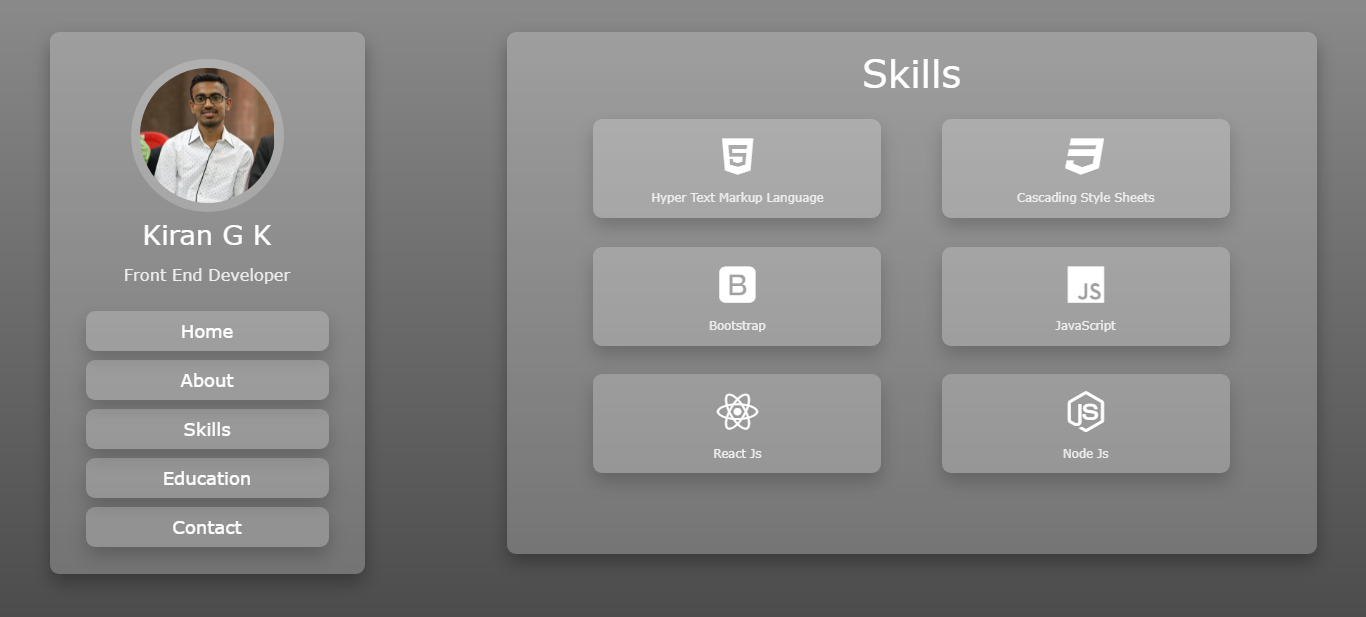 Kiran G K
Front End Developer
Home
About
Skills
Education
Contact
Skills
5
Hyper Text Markup Language
Cascading Style Sheets
B
Bootstrap
JS
JavaScript
React Js
JS
Node Js